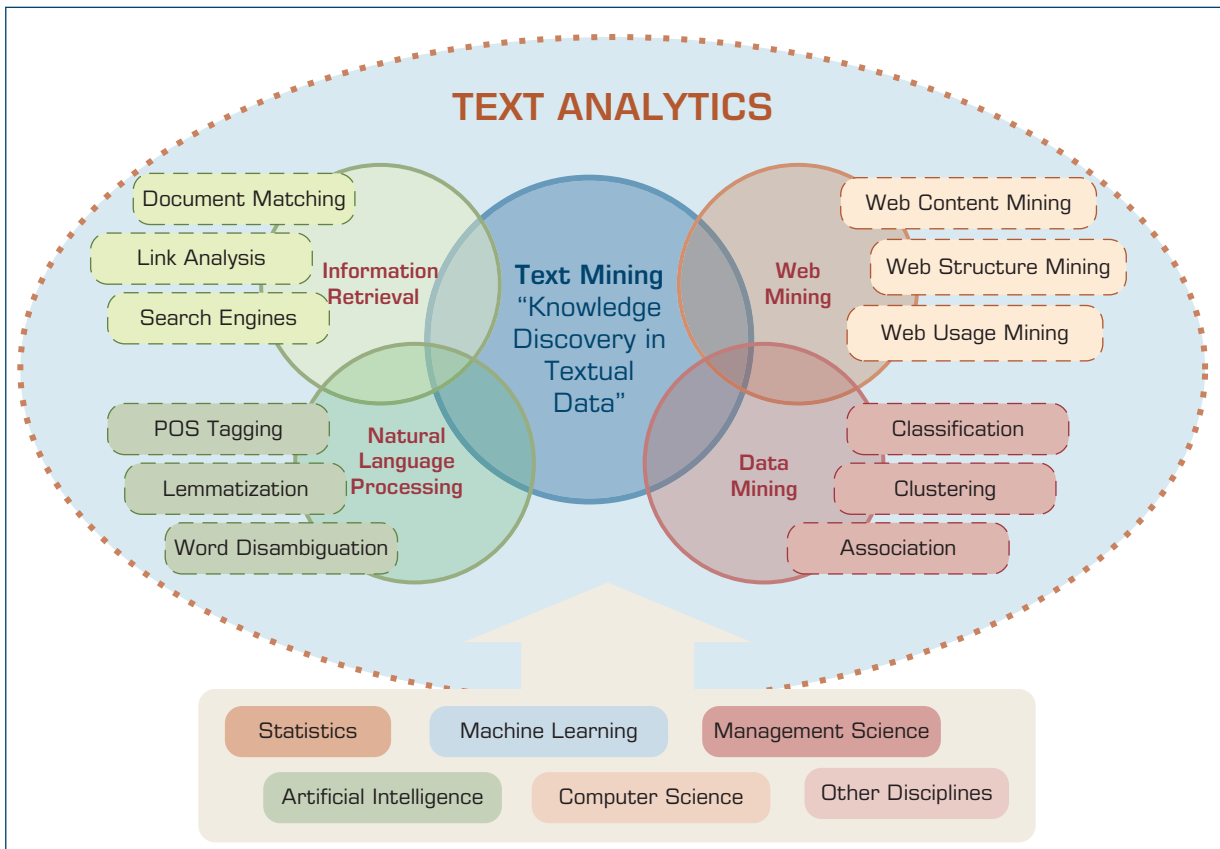 TEXT ANALYTICS
Document Matching
Link Analysis
Search Engines
Information
Retrieval
POS Tagging
Lemmatization
Word Disambiguation
Natural
Language
Processing
Text Mining
“Knowledge
Discovery in
Textual
Data”
Web
Mining
Web Content Mining
Web Structure Mining
Web Usage Mining
Data
Mining
Classification
Clustering
Association
Statistics
Machine Learning
Management Science
Artificial Intelligence
Computer Science
Other Disciplines